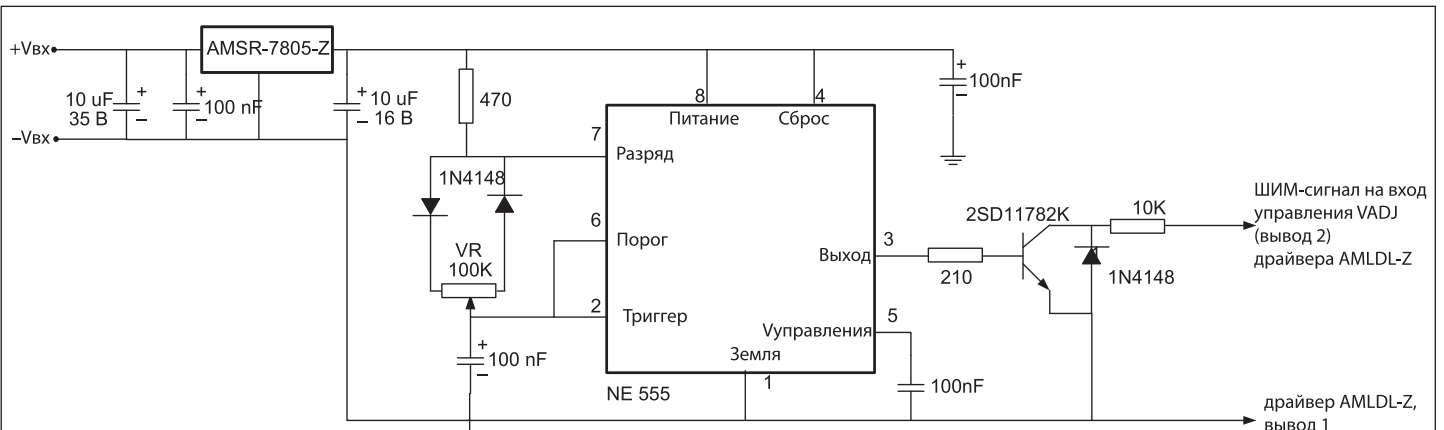 +Vвх
AMSR-7805-Z
10 uF
35 В
+
–
+
100 nF
–
+
10 uF
– 16 В
–Vвх
470
+
100nF
–
8
Питание
4
Сброс
7
Разряд
1N4148
6
Порог
VR
100K
2
Триггер
+
100 nF
–
Выход
3
210
2SD11782K
10K
1N4148
ШИМ-сигнал на вход
управления VADJ
(вывод 2)
драйвера AMLDL-Z
5
Vуправления
Земля
1
NE 555
100nF
драйвер AMLDL-Z,
вывод 1